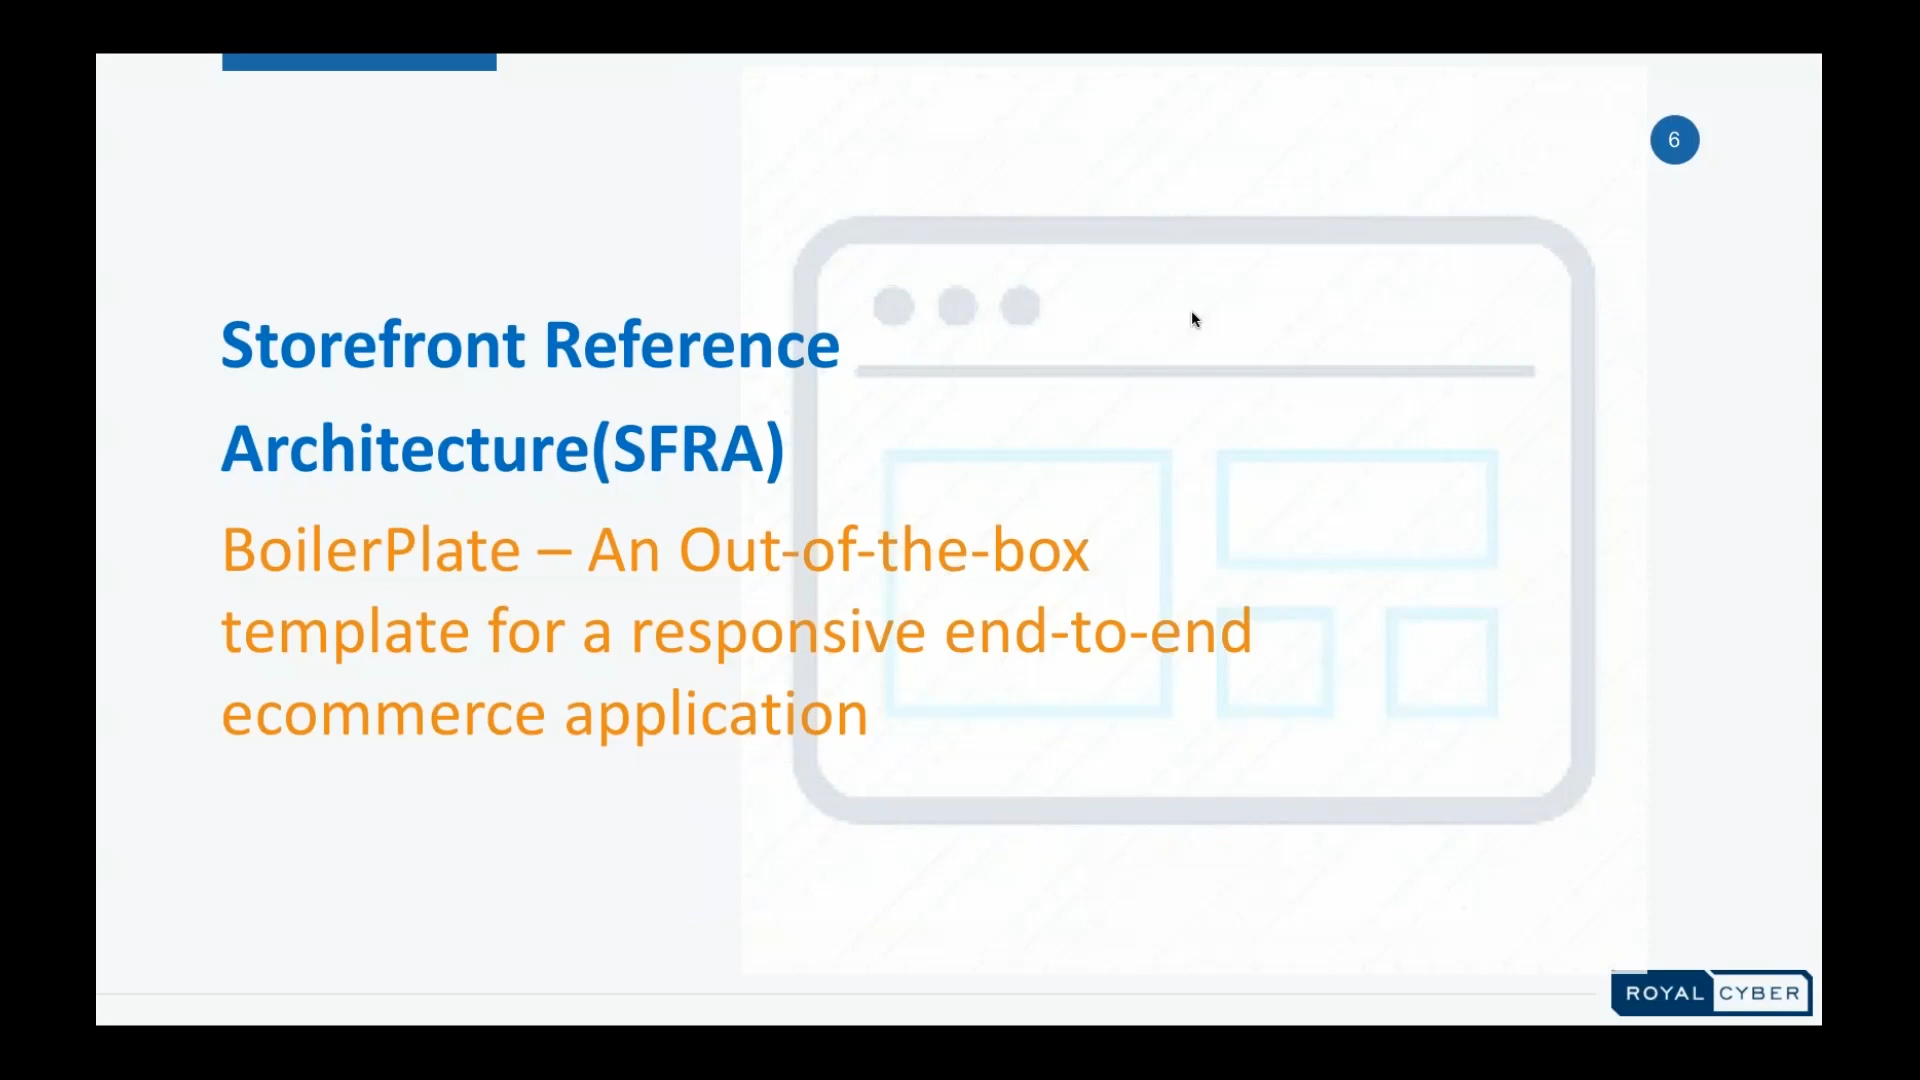 6
Storefront Reference
Architecture(SFRA)
BoilerPlate – An Out-of-the-box
template for a responsive end-to-end
ecommerce application
ROYAL CYBER